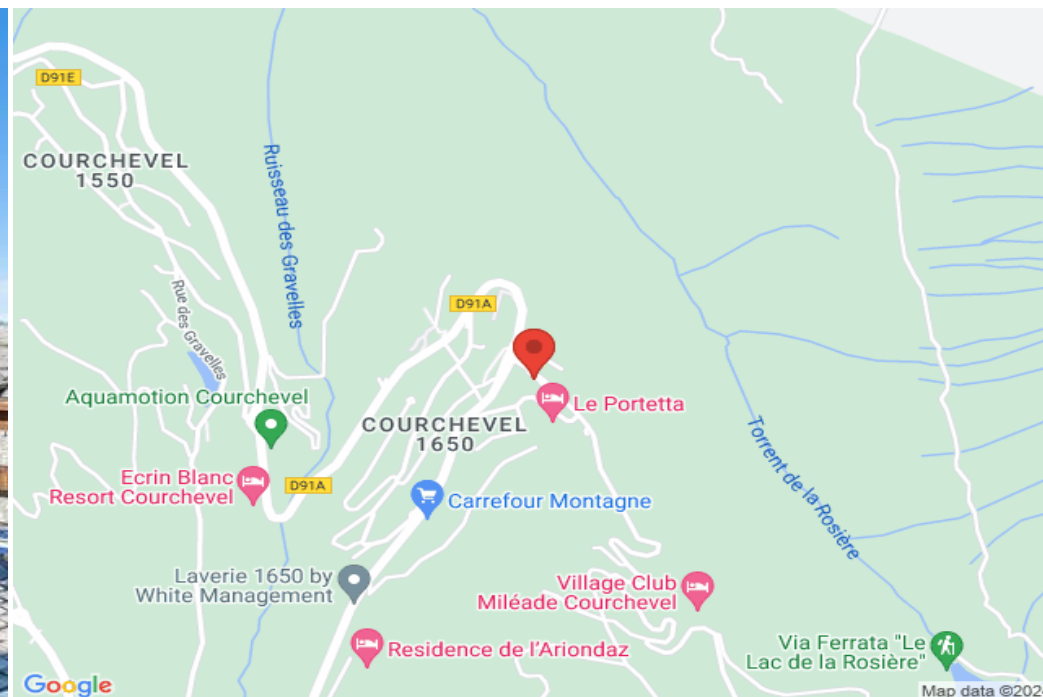 D91E
COURCHEVEL
1550
Ruisseau des Gravelles
Rue des Gravelles
D91A
Aquamotion Courchevel
Le Portetta
COURCHEVEL
1650
Ecrin Blanc
Resort Courchevel
D91A
Carrefour Montagne
Torrent de la Rosière
Laverie 1650 by
White Management
Village Club
Miléade Courchevel
Residence de l'Ariondaz
Via Ferrata "Le
Lac de la Rosière"
Google
Map data ©202